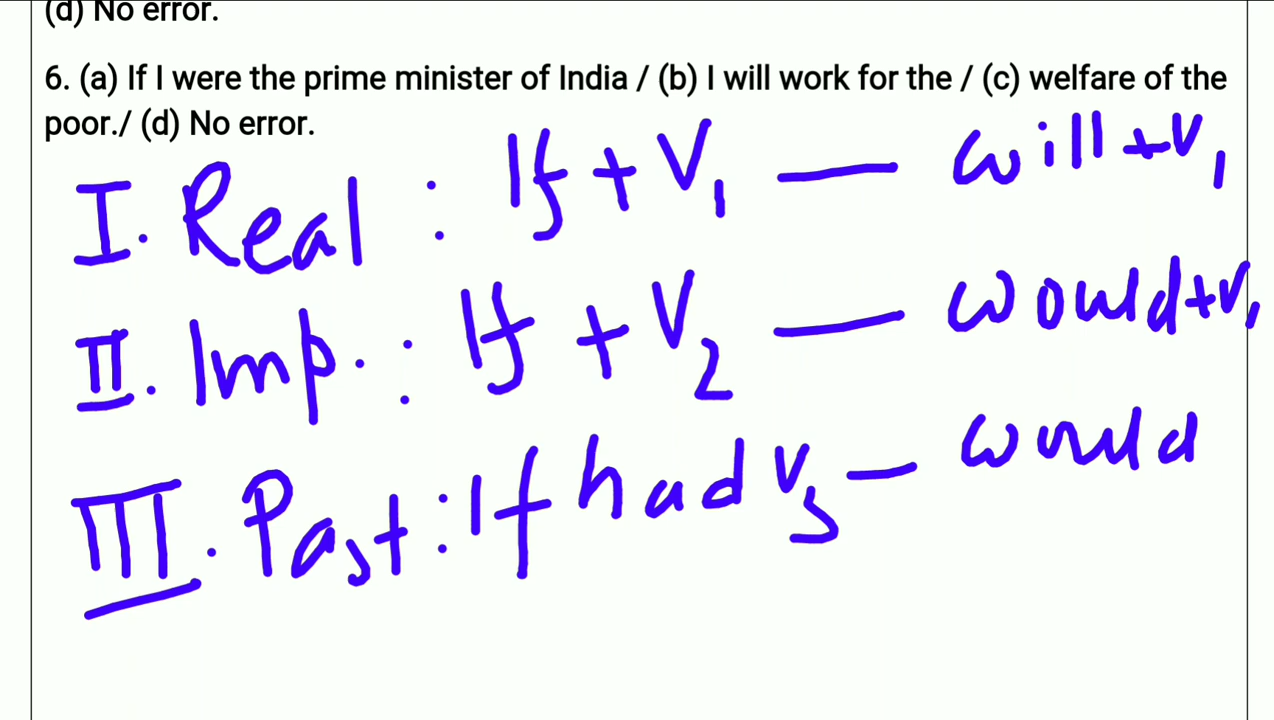 (d) No error.
6. (a) If I were the prime minister of India / (b) I will work for the / (c) welfare of the
poor./ (d) No error.
I. Real : If + V1 — will +V1
II. Imp. : If + V2 — would+V1
III. Past : If had V3 — would